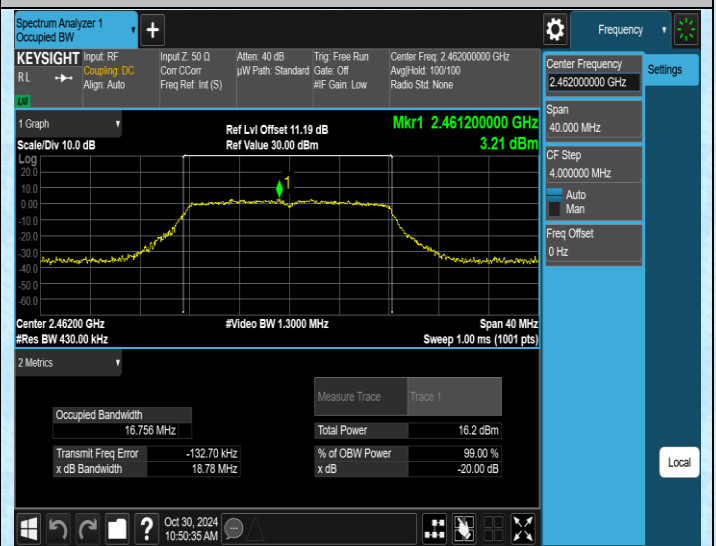 Spectrum Analyzer 1
Occupied BW
+
Frequency
KEYSIGHT
RL
LXI
Input: RF
Coupling: DC
Align: Auto
Input Z: 50 Ω
Corr CCorr
Freq Ref: Int (S)
Atten: 40 dB
µW Path: Standard
Trig: Free Run
Gate: Off
#IF Gain: Low
Center Freq: 2.462000000 GHz
Avg|Hold: 100/100
Radio Std: None
Center Frequency
2.462000000 GHz
Settings
Span
40.000 MHz
CF Step
4.000000 MHz
Auto
Man
Freq Offset
0 Hz
1 Graph
Scale/Div 10.0 dB
Ref Lvl Offset 11.19 dB
Ref Value 30.00 dBm
Mkr1 2.461200000 GHz
3.21 dBm
Log
20.0
10.0
0.00
-10.0
-20.0
-30.0
-40.0
-50.0
-60.0
1
Center 2.46200 GHz
#Res BW 430.00 kHz
#Video BW 1.3000 MHz
Span 40 MHz
Sweep 1.00 ms (1001 pts)
2 Metrics
Measure Trace
Trace 1
Occupied Bandwidth
16.756 MHz
Total Power
16.2 dBm
Transmit Freq Error
-132.70 kHz
% of OBW Power
99.00 %
x dB Bandwidth
18.78 MHz
x dB
-20.00 dB
Local
?
Oct 30, 2024
10:50:35 AM